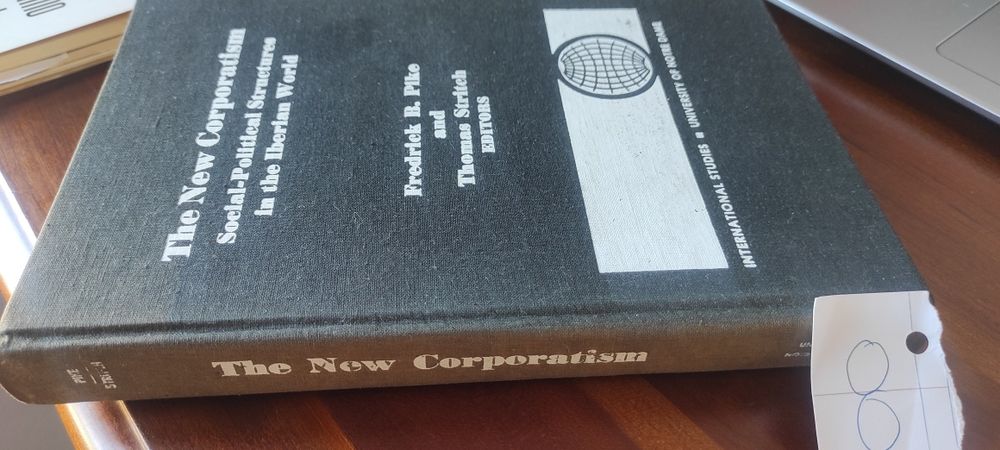 The New Corporatism
Social-Political Structures
in the Iberian World
Fredrick B. Pike
and
Thomas Stritch
EDITORS
INTERNATIONAL STUDIES ■ UNIVERSITY OF NOTRE DAME
PIKE
The New Corporatism
8